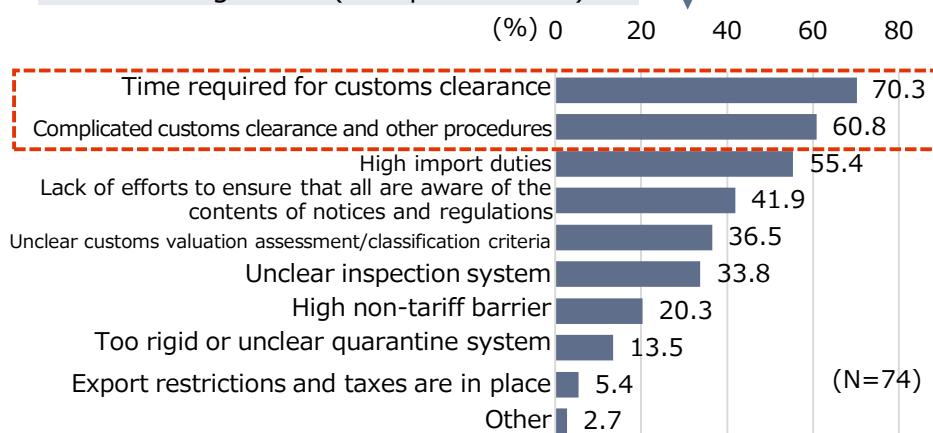 (%) 0 20 40 60 80
Time required for customs clearance 70.3
Complicated customs clearance and other procedures 60.8
High import duties 55.4
Lack of efforts to ensure that all are aware of the
contents of notices and regulations 41.9
Unclear customs valuation assessment/classification criteria 36.5
Unclear inspection system 33.8
High non-tariff barrier 20.3
Too rigid or unclear quarantine system 13.5
Export restrictions and taxes are in place 5.4
(N=74)
Other 2.7